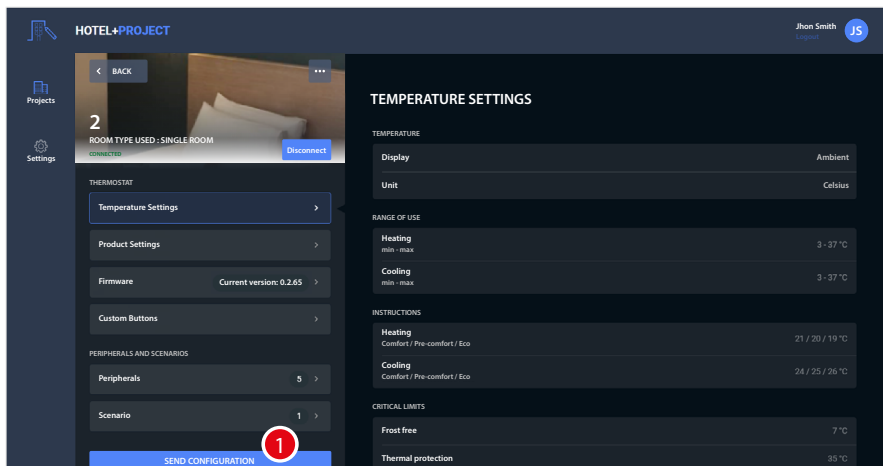 HOTEL+PROJECT
Jhon Smith
Logout
JS
Projects
Settings
BACK
2
ROOM TYPE USED : SINGLE ROOM
CONNECTED
Disconnect
THERMOSTAT
Temperature Settings
Product Settings
Firmware Current version: 0.2.65
Custom Buttons
PERIPHERALS AND SCENARIOS
Peripherals 5
Scenario 1
1
SEND CONFIGURATION
TEMPERATURE SETTINGS
TEMPERATURE
Display Ambient
Unit Celsius
RANGE OF USE
Heating
min - max 3 - 37 °C
Cooling
min - max 3 - 37 °C
INSTRUCTIONS
Heating
Comfort / Pre-comfort / Eco 21 / 20 / 19 °C
Cooling
Comfort / Pre-comfort / Eco 24 / 25 / 26 °C
CRITICAL LIMITS
Frost free 7 °C
Thermal protection 35 °C